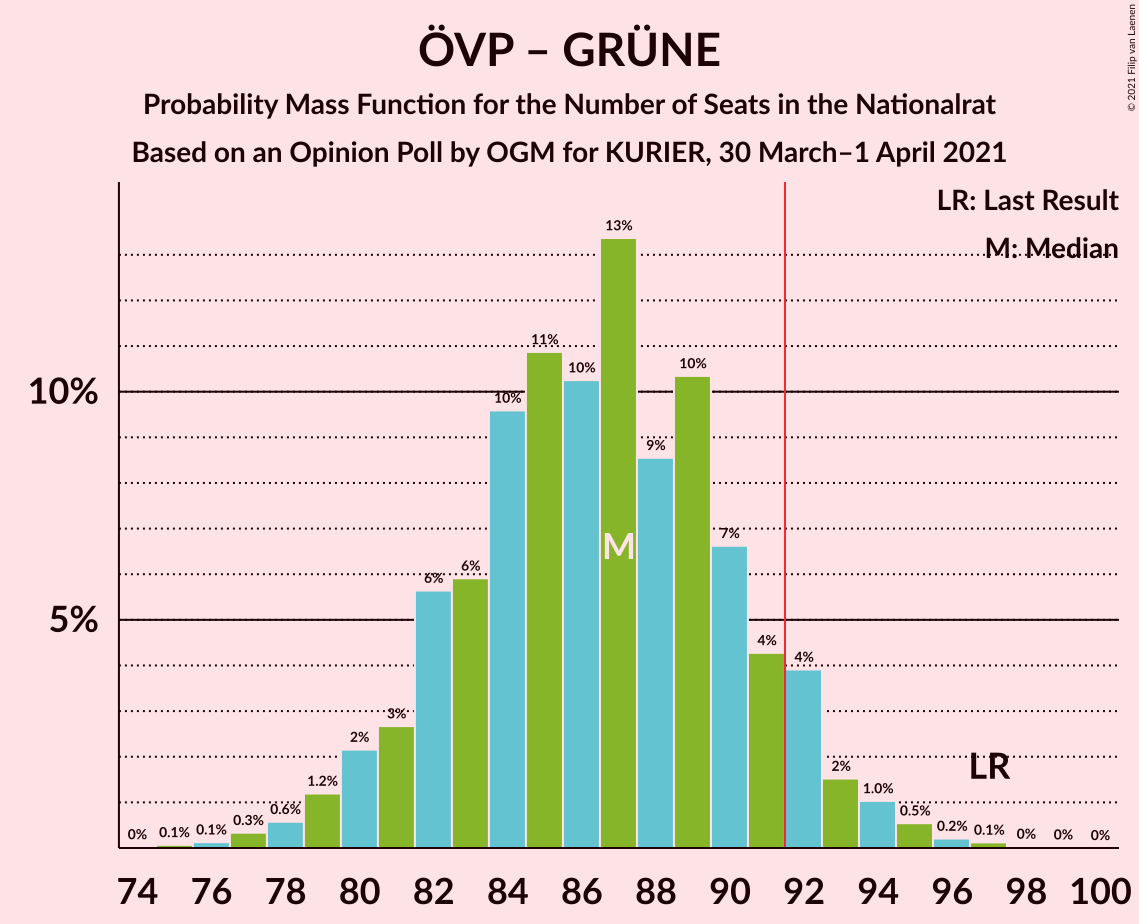 ÖVP – GRÜNE
Probability Mass Function for the Number of Seats in the Nationalrat
Based on an Opinion Poll by OGM for KURIER, 30 March–1 April 2021
© 2021 Filip van Laenen
LR: Last Result
M: Median
13%
11%
10%
10%
10%
10%
9%
7%
M
6%
6%
5%
4%
4%
3%
2%
LR
2%
1.2%
1.0%
0.6%
0.5%
0.3%
0.2%
0% 0.1% 0.1% 0.1% 0% 0% 0%
74 76 78 80 82 84 86 88 90 92 94 96 98 100